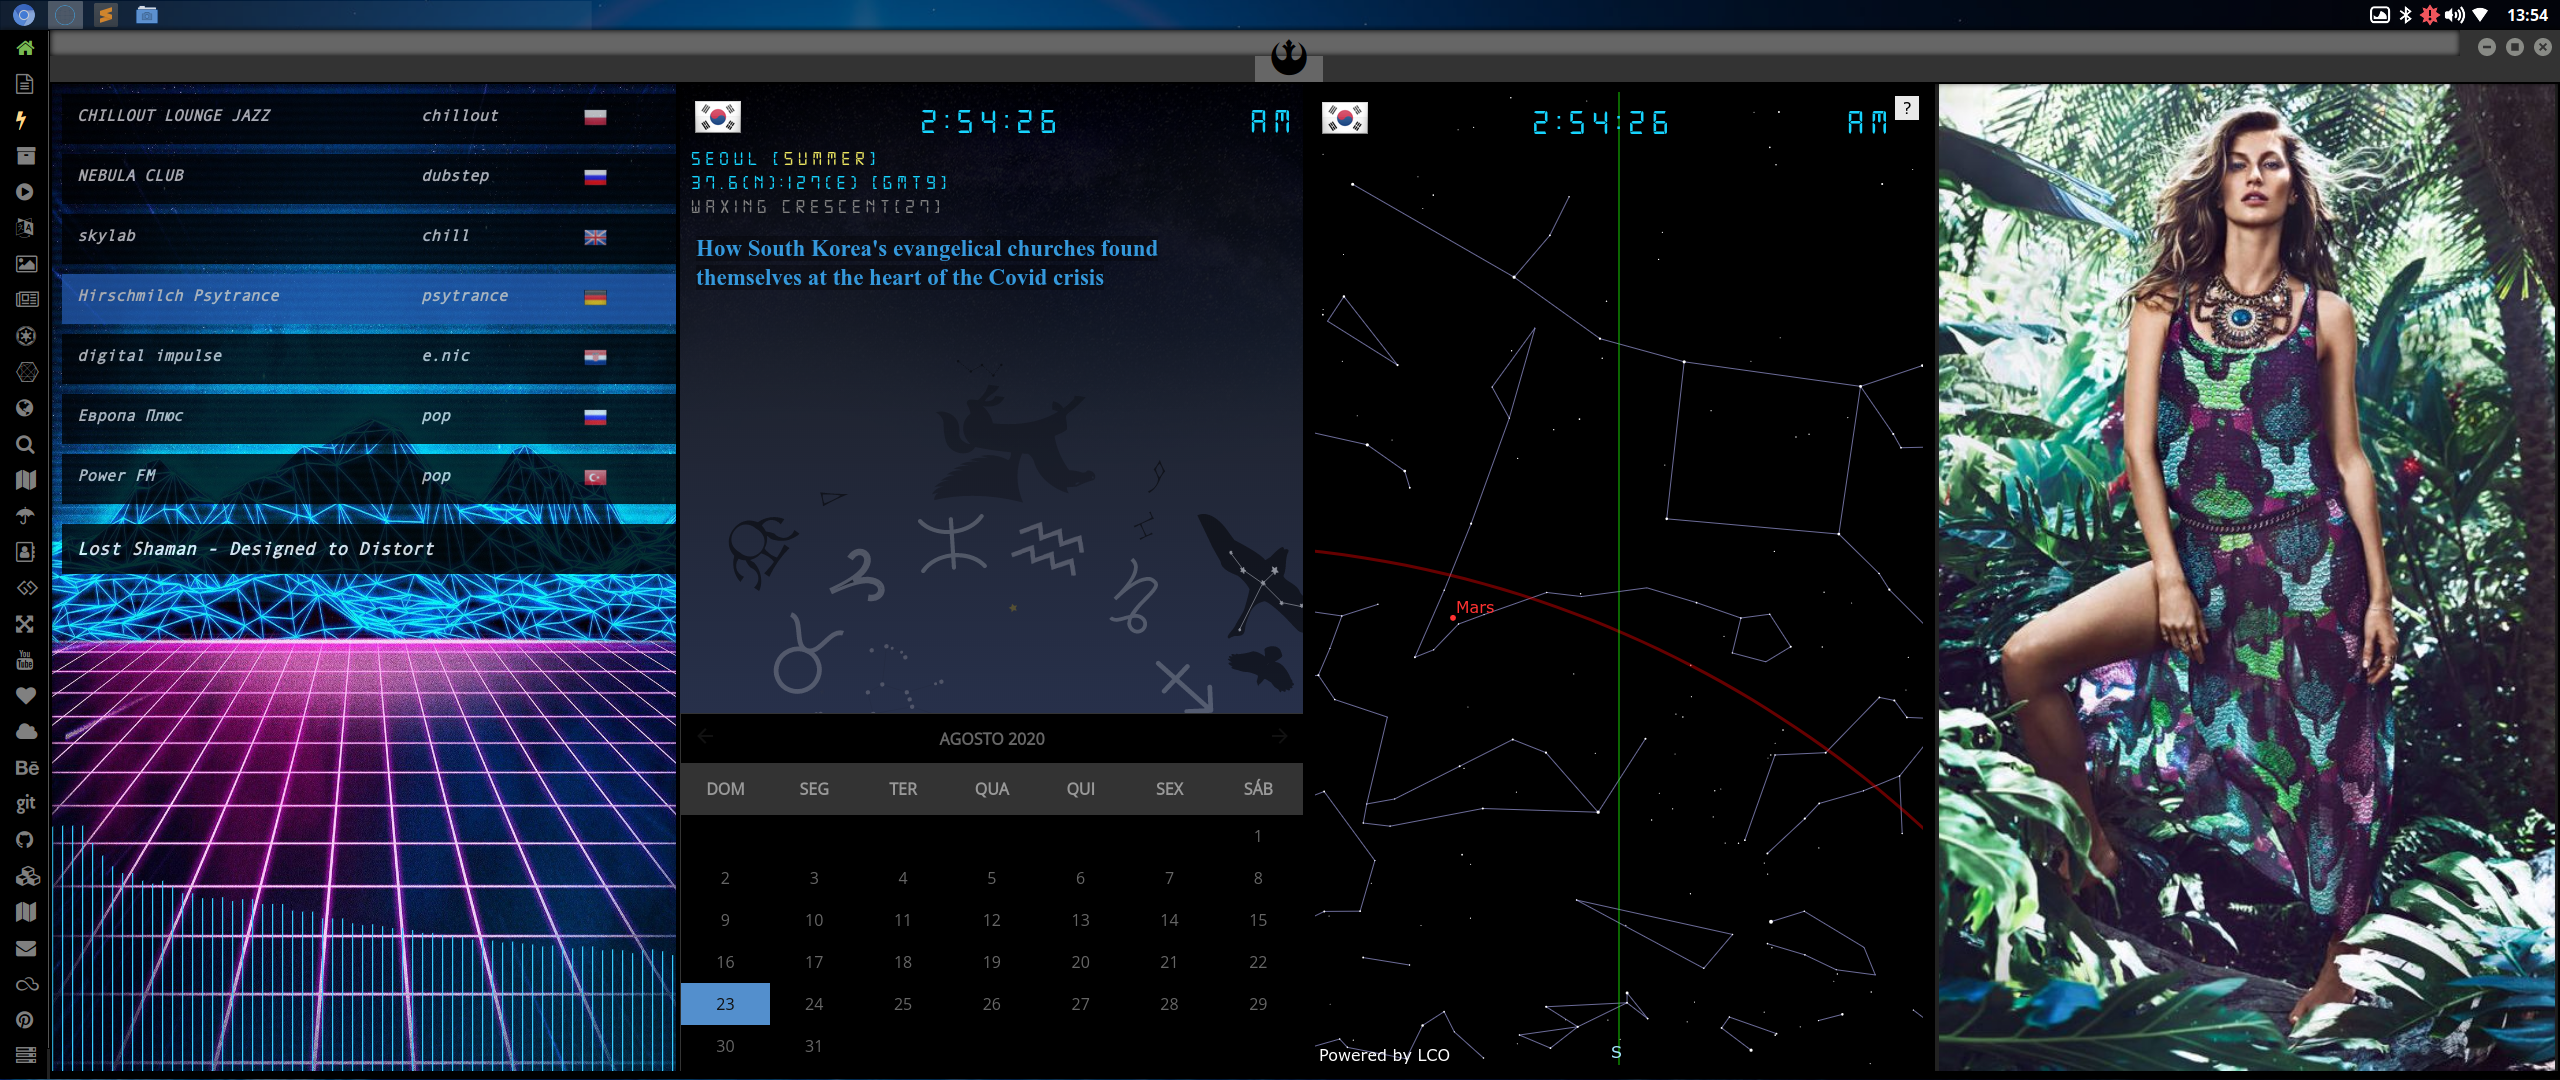 13:54
CHILLOUT LOUNGE JAZZ chillout
NEBULA CLUB dubstep
skylab chill
Hirschmilch Psytrance psytrance
digital impulse e.nic
Европа Плюс pop
Power FM pop
Lost Shaman - Designed to Distort
You
Tube
Bē
git
2:54:26 AM
SEOUL [SUMMER]
37.6(N):127(E) [GMT9]
WAXING CRESCENT(27)
How South Korea's evangelical churches found
themselves at the heart of the Covid crisis
AGOSTO 2020
DOM SEG TER QUA QUI SEX SÁB
1
2 3 4 5 6 7 8
9 10 11 12 13 14 15
16 17 18 19 20 21 22
23 24 25 26 27 28 29
30 31
2:54:26 AM
?
Mars
Powered by LCO
S